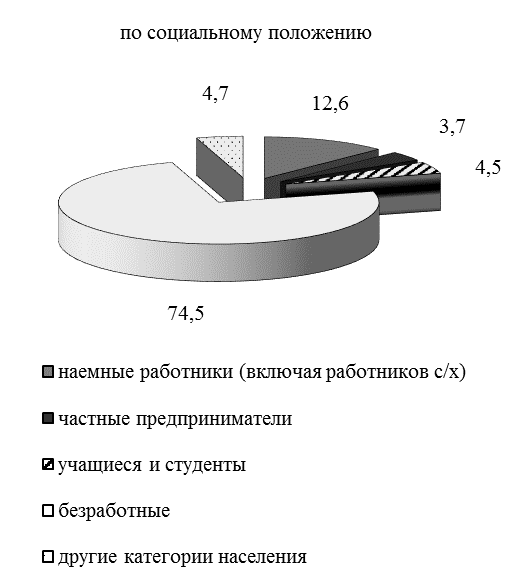 по социальному положению
4,7
12,6
3,7
4,5
74,5
наемные работники (включая работников с/х)
частные предприниматели
учащиеся и студенты
безработные
другие категории населения